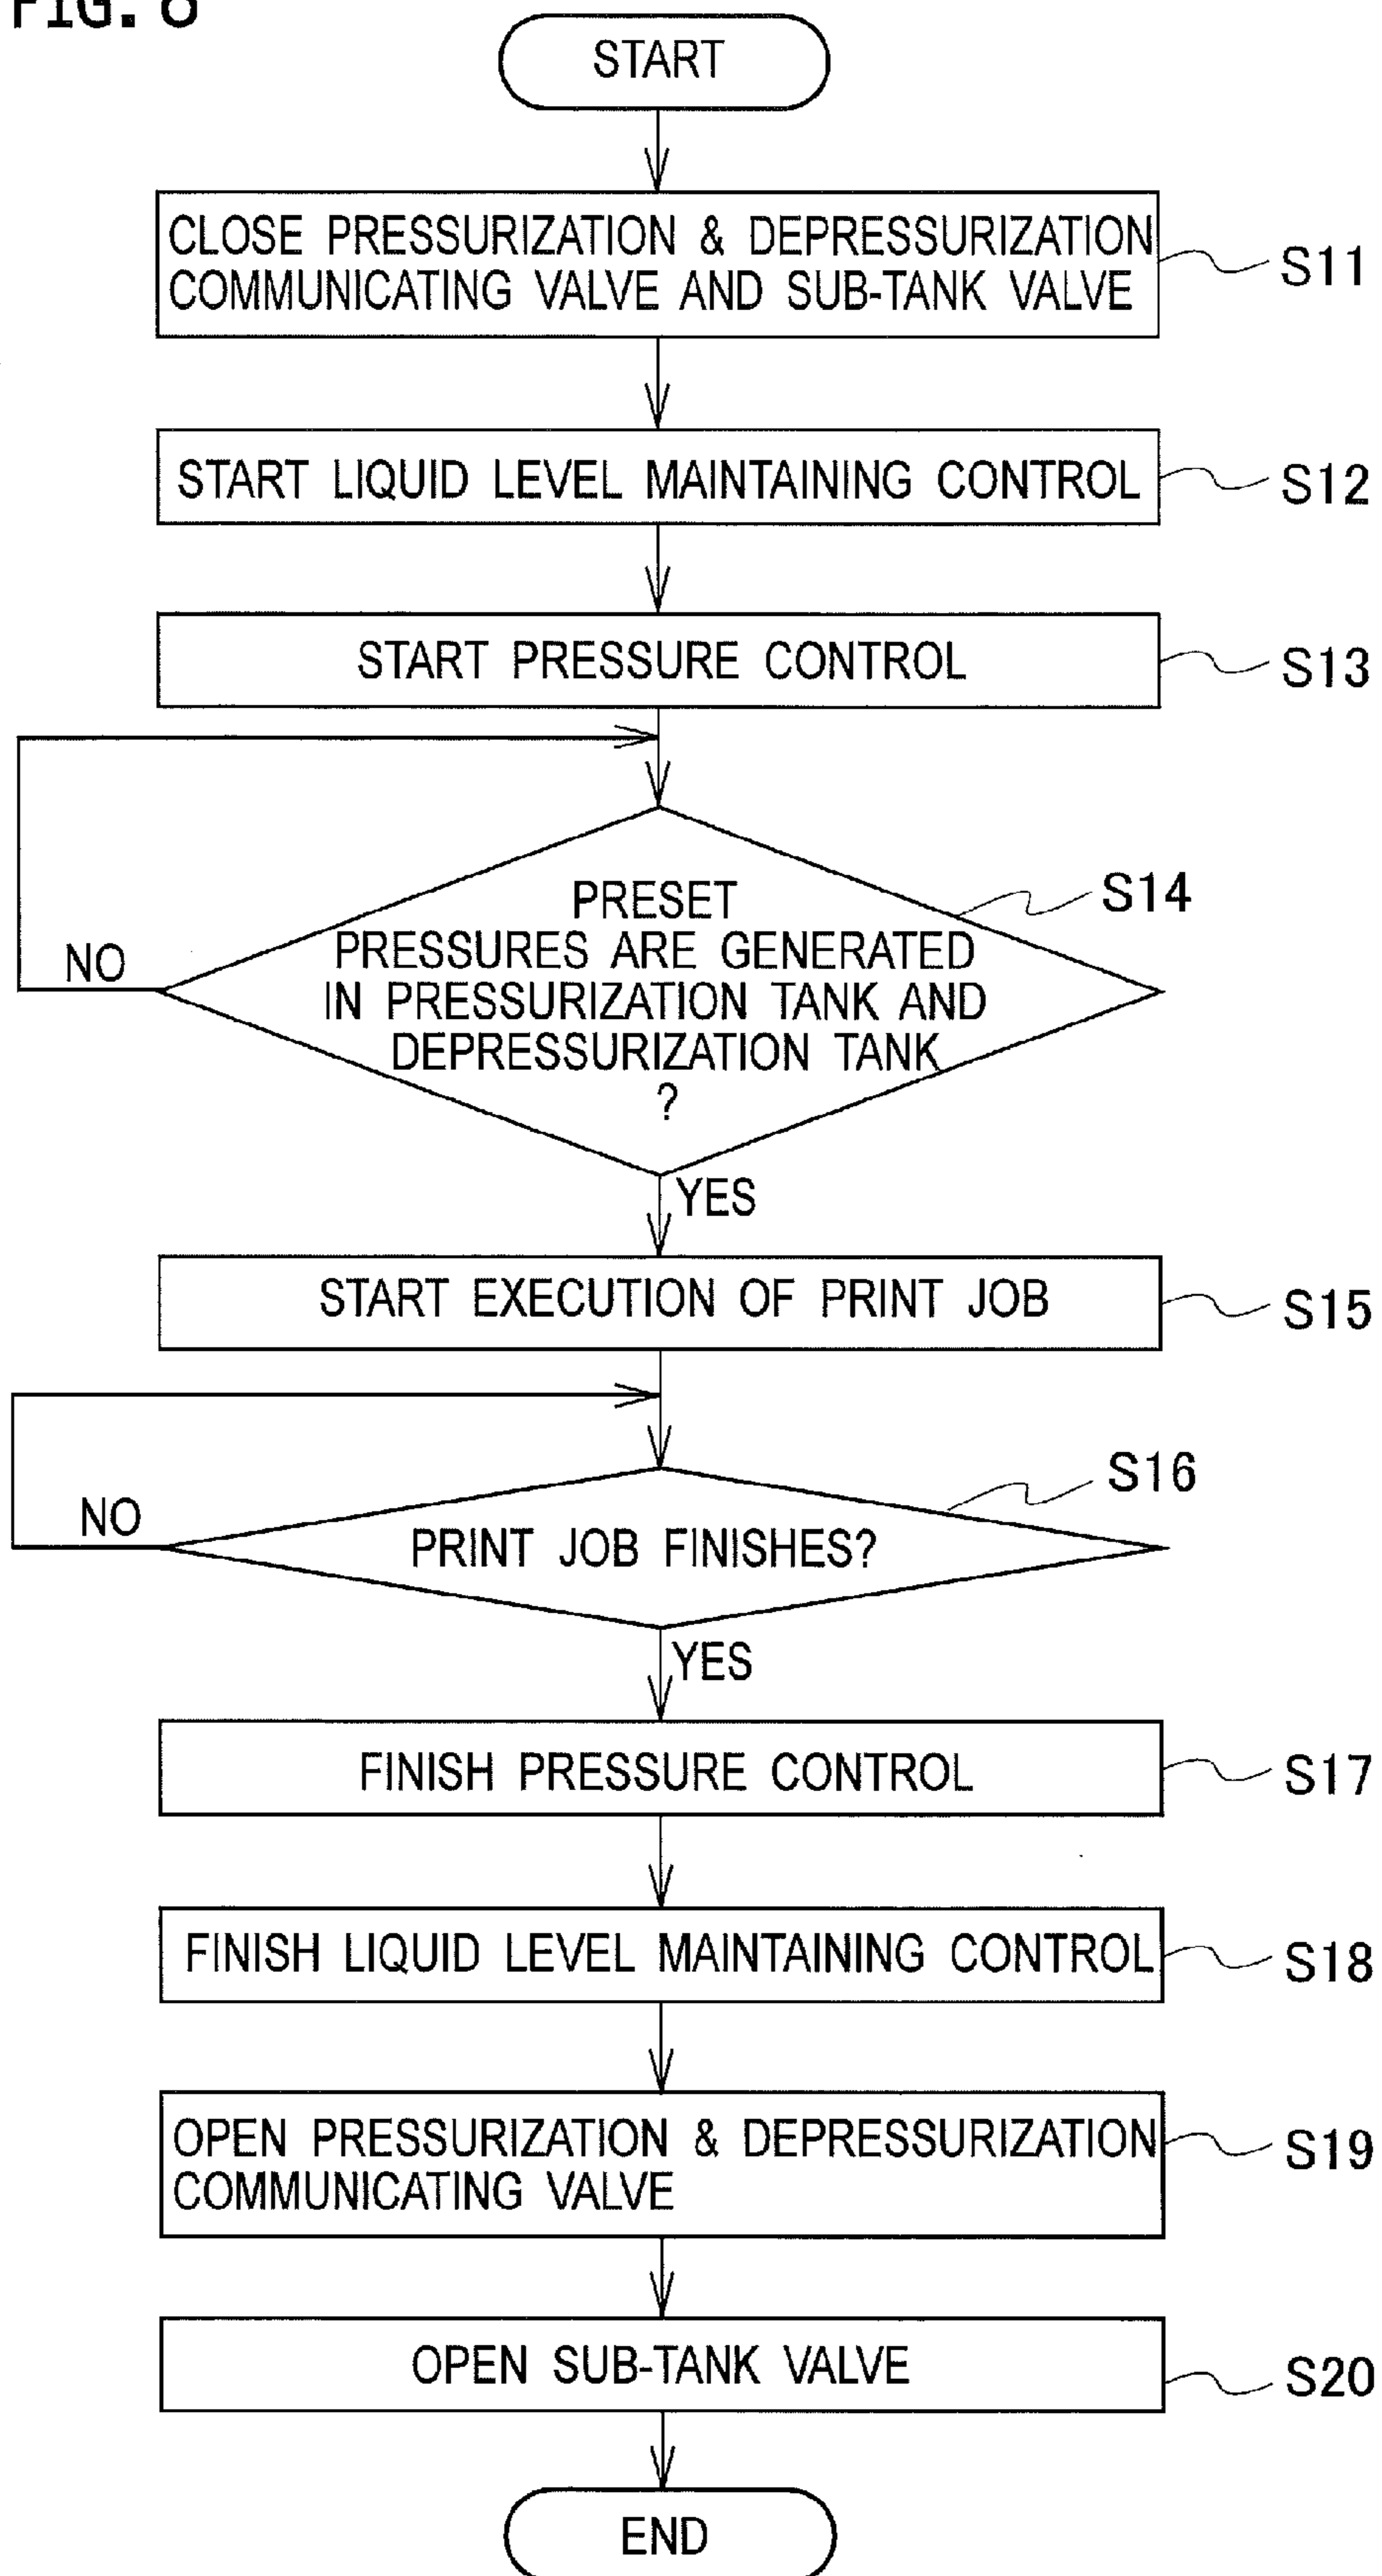 FIG.
START
CLOSE PRESSURIZATION & DEPRESSURIZATION
COMMUNICATING VALVE AND SUB-TANK VALVE
S11
START LIQUID LEVEL MAINTAINING CONTROL
S12
START PRESSURE CONTROL
S13
S14
PRESET
PRESSURES ARE GENERATED
IN PRESSURIZATION TANK AND
DEPRESSURIZATION TANK
?
NO
YES
START EXECUTION OF PRINT JOB
S15
S16
NO
PRINT JOB FINISHES?
YES
FINISH PRESSURE CONTROL
S17
FINISH LIQUID LEVEL MAINTAINING CONTROL
S18
OPEN PRESSURIZATION & DEPRESSURIZATION
COMMUNICATING VALVE
S19
OPEN SUB-TANK VALVE
S20
END